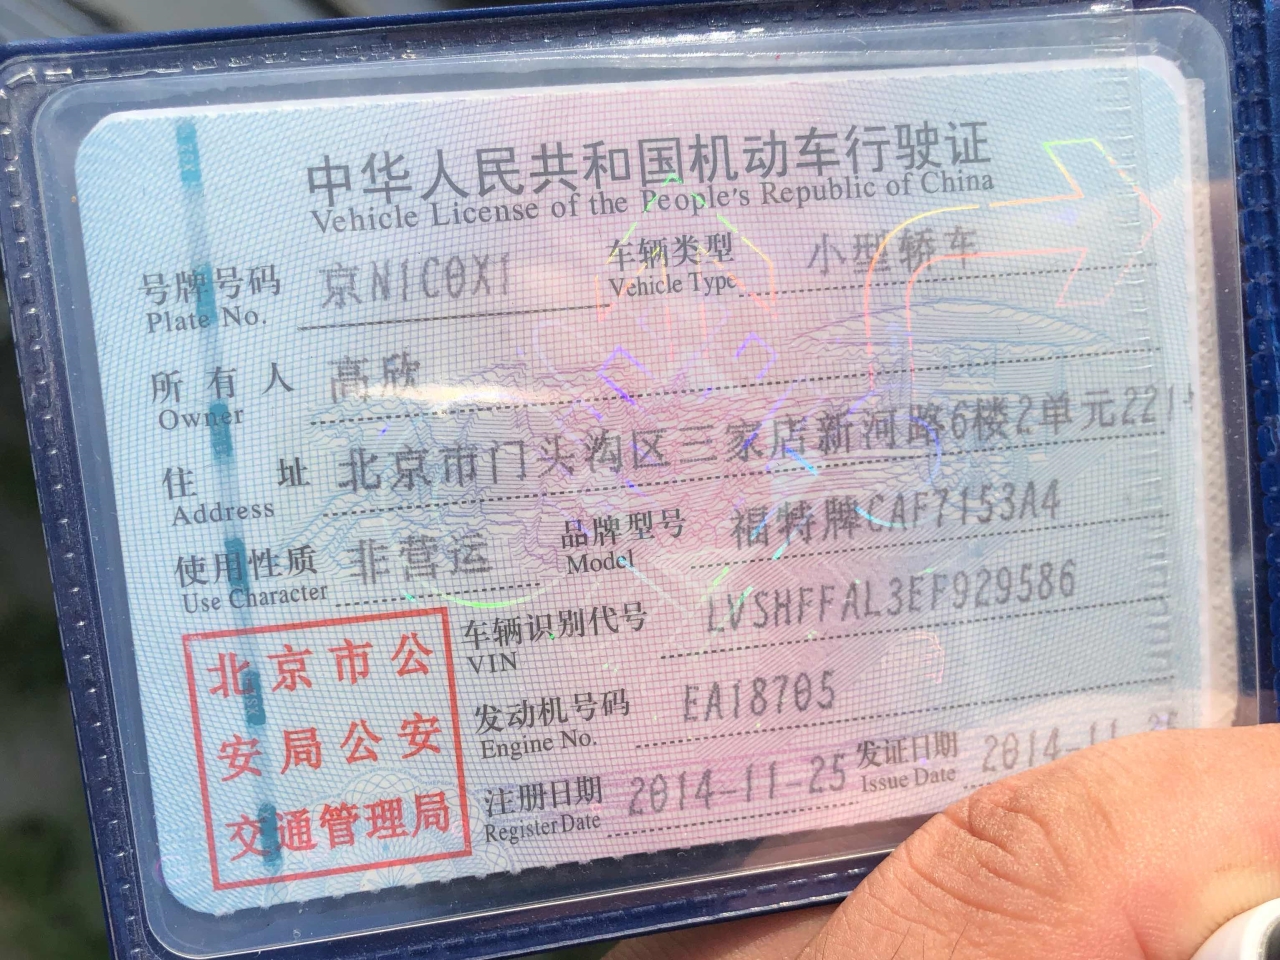 中华人民共和国机动车行驶证
Vehicle License of the People's Republic of China
号牌号码 京N1C0X1 车辆类型 小型轿车
Plate No. Vehicle Type
所有人 高欣
Owner
住址 北京市门头沟区三家店新河路6楼2单元221
Address
使用性质 非营运 品牌型号 福特牌CAF7153A4
Use Character Model
车辆识别代号 LVSHFFAL3EF929586
VIN
发动机号码 EA18705
Engine No.
注册日期 2014-11-25 发证日期 2014-11
Register Date Issue Date
北京市公
安局公安
交通管理局